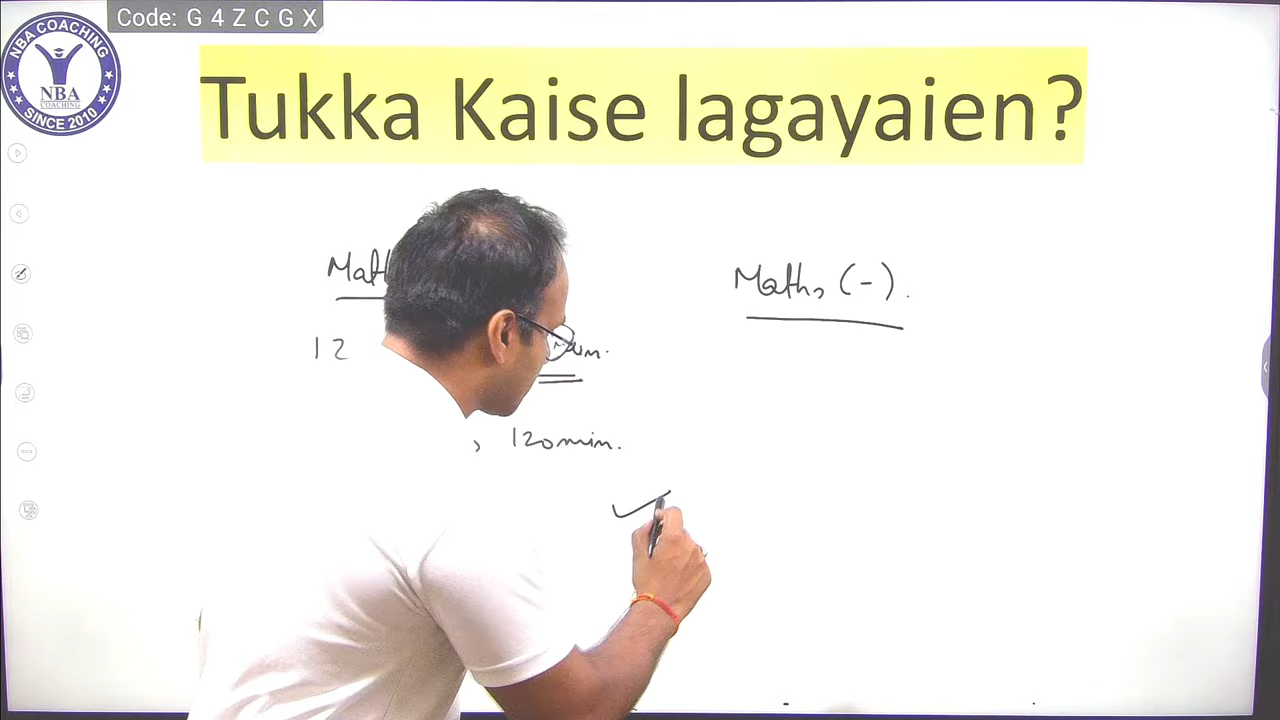 Code: G 4 Z C G X
NBA COACHING
NBA
COACHING
SINCE 2010
Tukka Kaise lagayaien?
Maths (-).
12
, 120min.